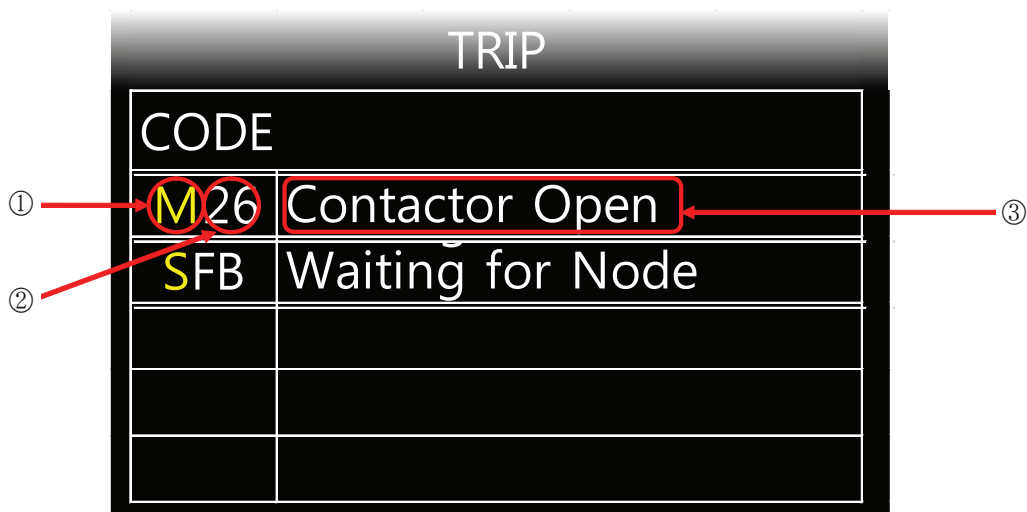 TRIP
CODE
① M26 Contactor Open ③
SFB Waiting for Node
②